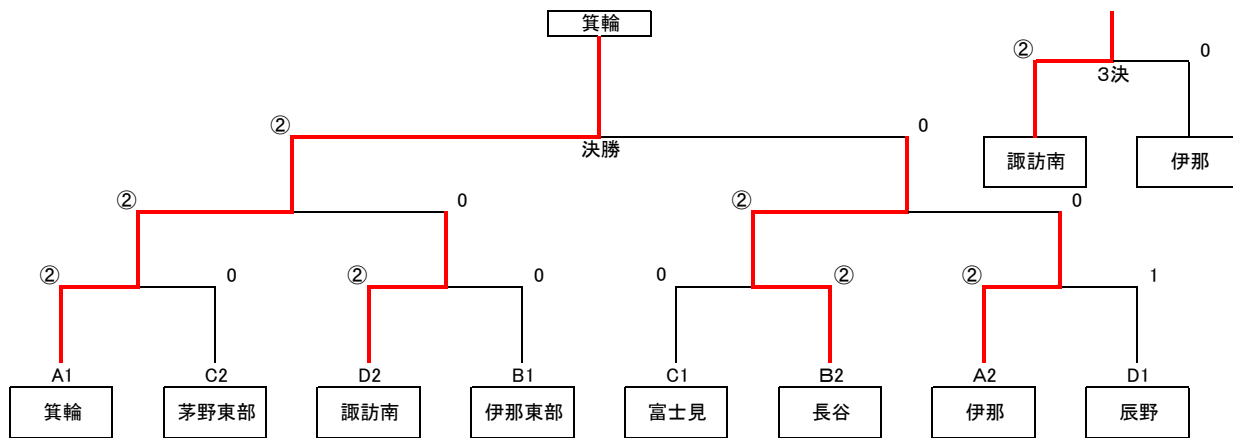 箕輪
② 0
3決
② 0
決勝
諏訪南 伊那
② 0 ② 0
② 0 ② 0 0 ② ② 1
A1 C2 D2 B1 C1 B2 A2 D1
箕輪 茅野東部 諏訪南 伊那東部 富士見 長谷 伊那 辰野